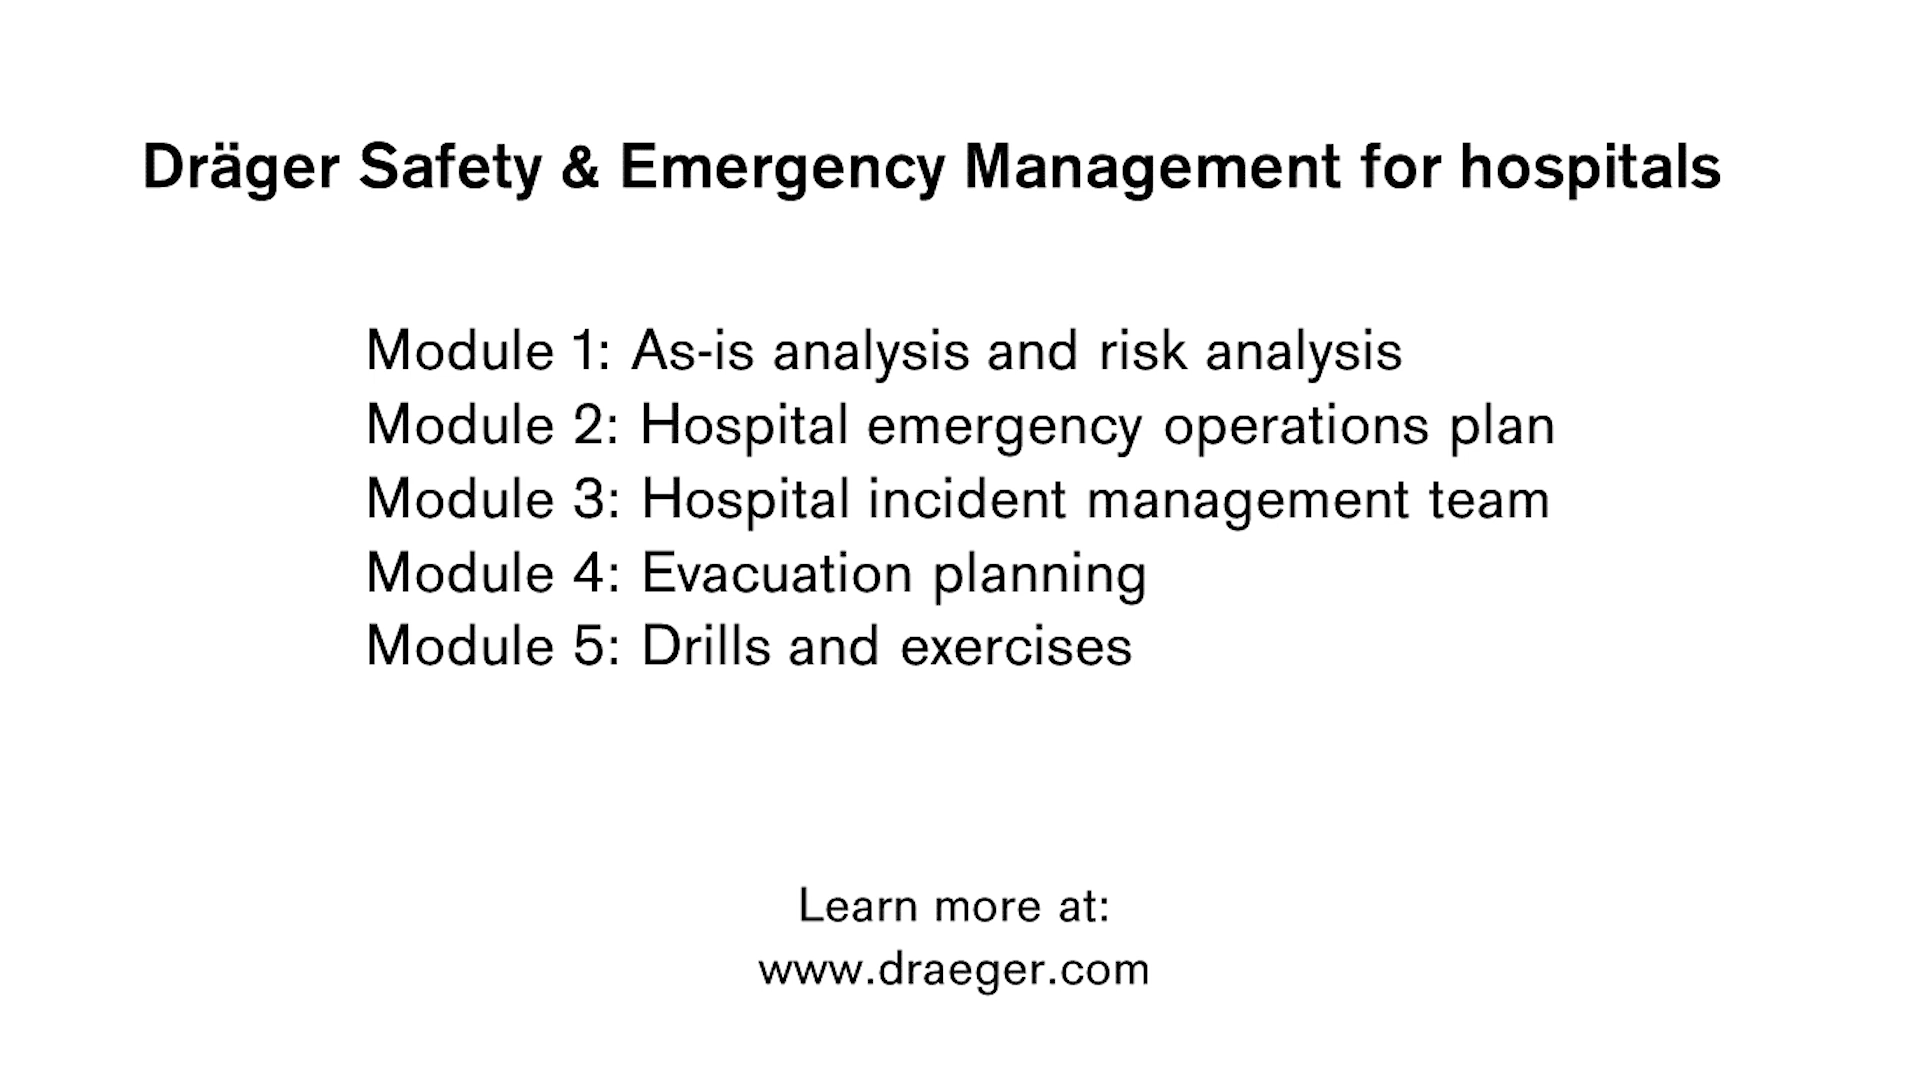 Dräger Safety & Emergency Management for hospitals
Module 1: As-is analysis and risk analysis
Module 2: Hospital emergency operations plan
Module 3: Hospital incident management team
Module 4: Evacuation planning
Module 5: Drills and exercises
Learn more at:
www.draeger.com